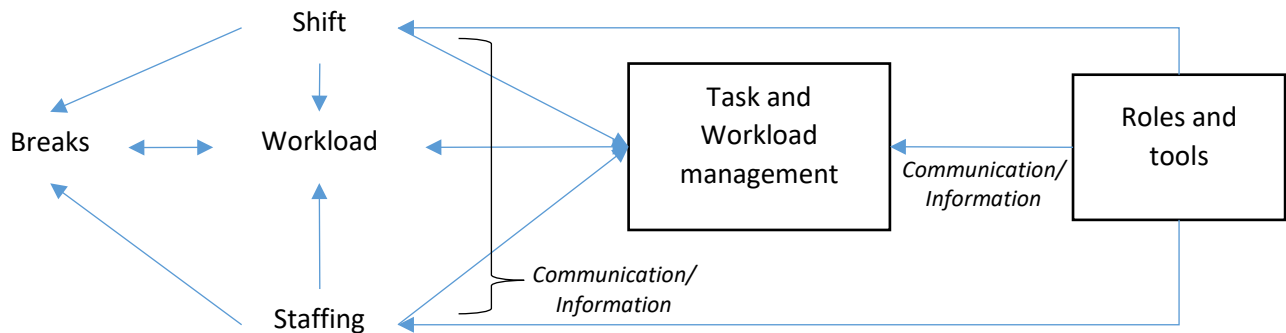 Shift
Breaks
Workload
Staffing
Communication/
Information
Task and
Workload
management
Communication/
Information
Roles and
tools